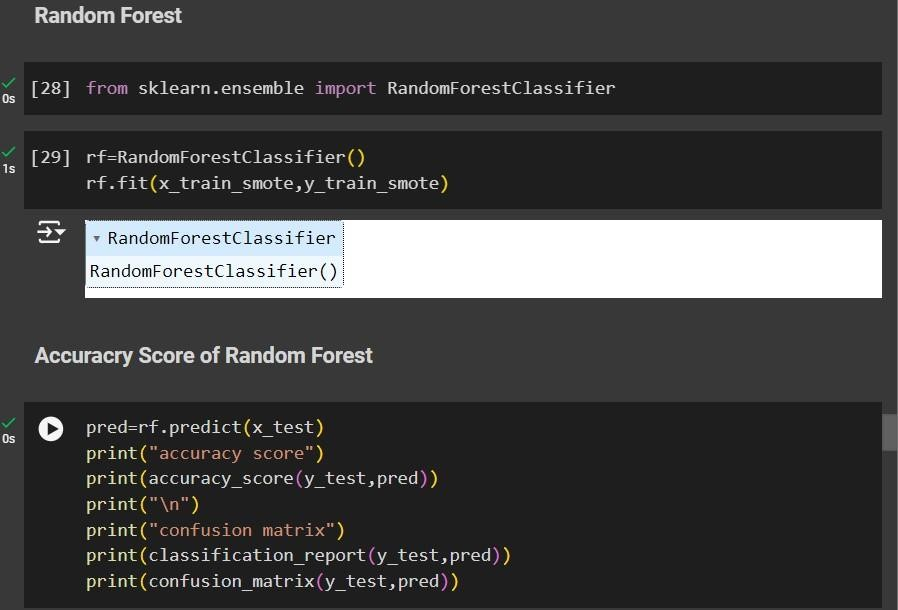 Random Forest
0s
[28] from sklearn.ensemble import RandomForestClassifier
1s
[29] rf=RandomForestClassifier()
rf.fit(x_train_smote,y_train_smote)
RandomForestClassifier
RandomForestClassifier()
Accuracry Score of Random Forest
0s
pred=rf.predict(x_test)
print("accuracy score")
print(accuracy_score(y_test,pred))
print("\n")
print("confusion matrix")
print(classification_report(y_test,pred))
print(confusion_matrix(y_test,pred))